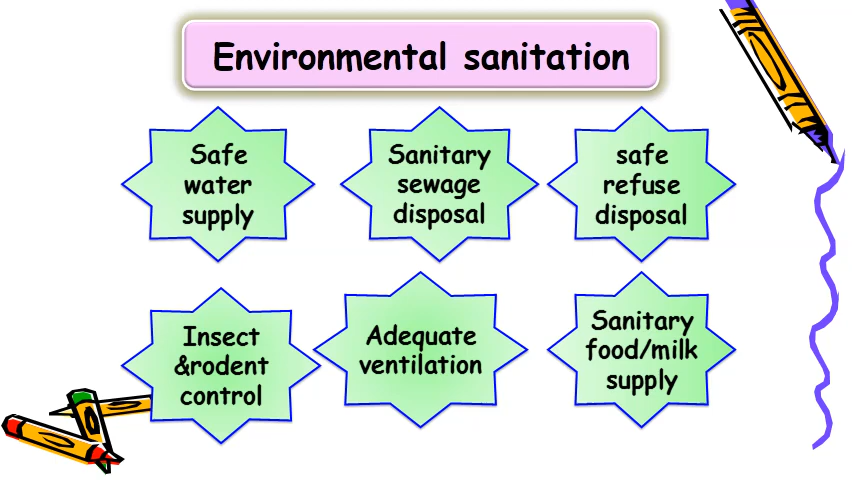 Environmental sanitation
Safe
water
supply
Sanitary
sewage
disposal
safe
refuse
disposal
Insect
&rodent
control
Adequate
ventilation
Sanitary
food/milk
supply